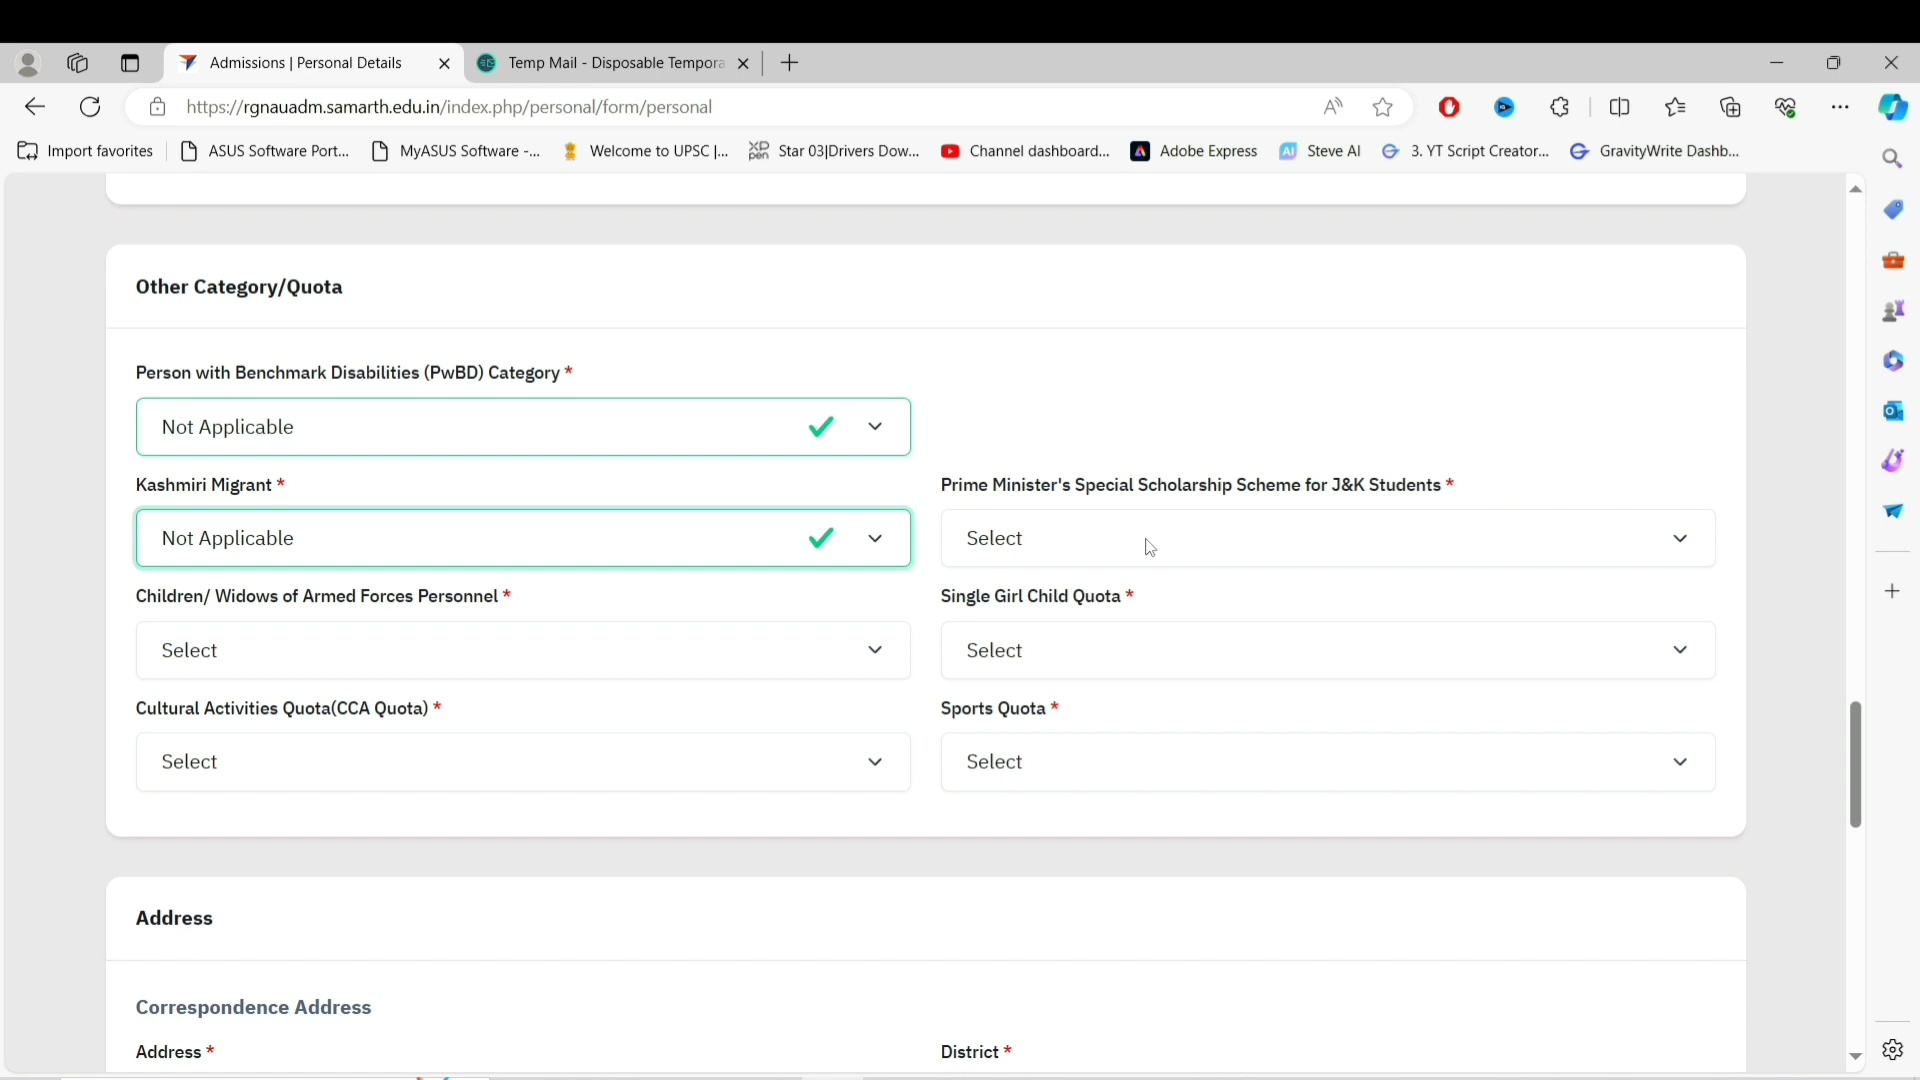 Admissions | Personal Details
Temp Mail - Disposable Tempora
https://rgnauadm.samarth.edu.in/index.php/personal/form/personal
Import favorites
ASUS Software Port...
MyASUS Software -...
Welcome to UPSC |...
XP PEN
Star 03|Drivers Dow...
Channel dashboard...
Adobe Express
AI
Steve AI
3. YT Script Creator...
GravityWrite Dashb...
Other Category/Quota
Person with Benchmark Disabilities (PwBD) Category *
Not Applicable
Kashmiri Migrant *
Prime Minister's Special Scholarship Scheme for J&K Students *
Not Applicable
Select
Children/ Widows of Armed Forces Personnel *
Single Girl Child Quota *
Select
Select
Cultural Activities Quota(CCA Quota) *
Sports Quota *
Select
Select
Address
Correspondence Address
Address *
District *